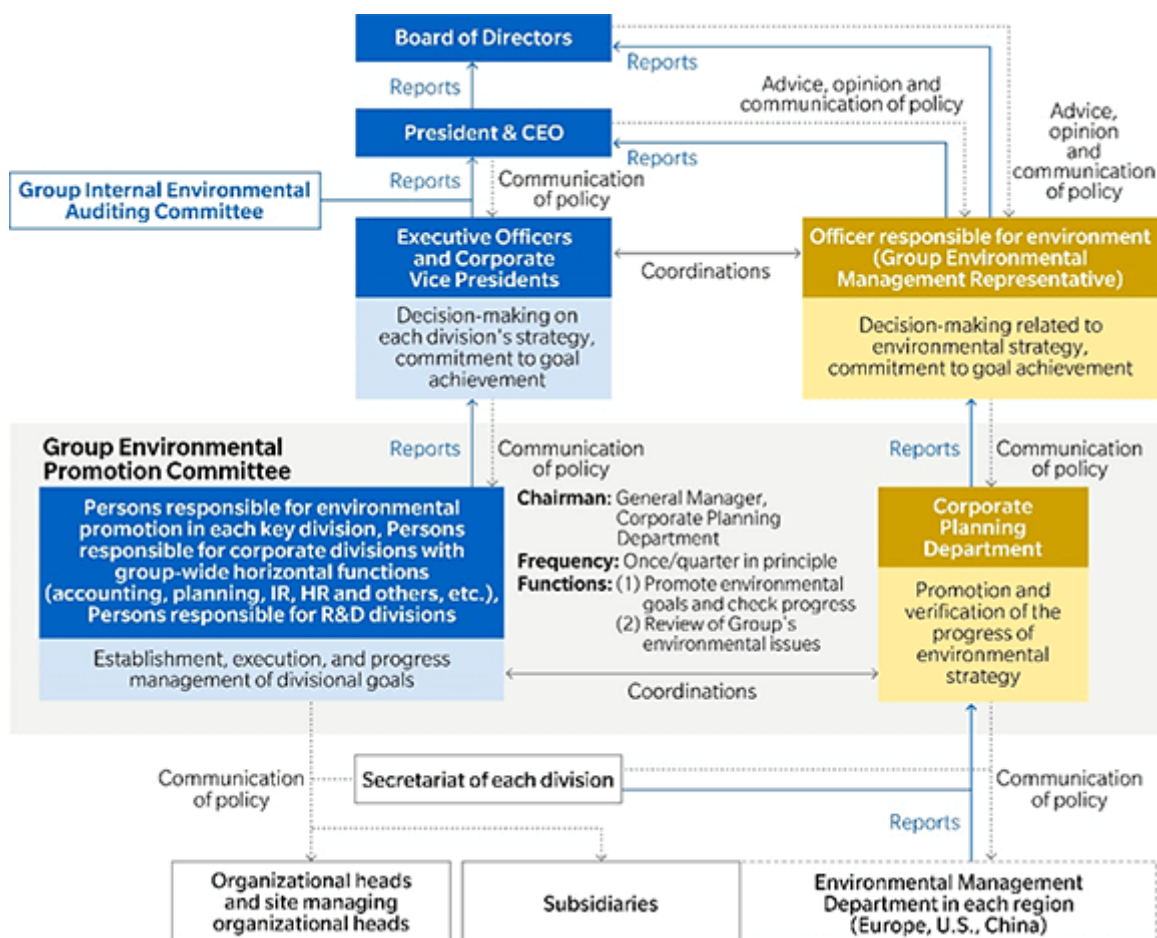 Board of Directors
Reports
Reports
Advice, opinion and
communication of policy
Advice,
opinion
and
communication
of policy
President & CEO
Reports
Reports
Communication
of policy
Group Internal Environmental
Auditing Committee
Executive Officers
and Corporate
Vice Presidents
Decision-making on
each division's strategy,
commitment to goal
achievement
Coordinations
Officer responsible for environment
(Group Environmental
Management Representative)
Decision-making related to
environmental strategy,
commitment to goal
achievement
Reports
Communication
of policy
Reports
Communication
of policy
Group Environmental
Promotion Committee
Persons responsible for environmental
promotion in each key division, Persons
responsible for corporate divisions with
group-wide horizontal functions
(accounting, planning, IR, HR and others, etc.),
Persons responsible for R&D divisions
Establishment, execution, and progress
management of divisional goals
Chairman: General Manager,
Corporate Planning
Department
Frequency: Once/quarter in principle
Functions: (1) Promote environmental
goals and check progress
(2) Review of Group's
environmental issues
Coordinations
Corporate
Planning
Department
Promotion and
verification of the
progress of
environmental
strategy
Communication
of policy
Secretariat of each division
Communication
of policy
Reports
Organizational heads
and site managing
organizational heads
Subsidiaries
Environmental Management
Department in each region
(Europe, U.S., China)